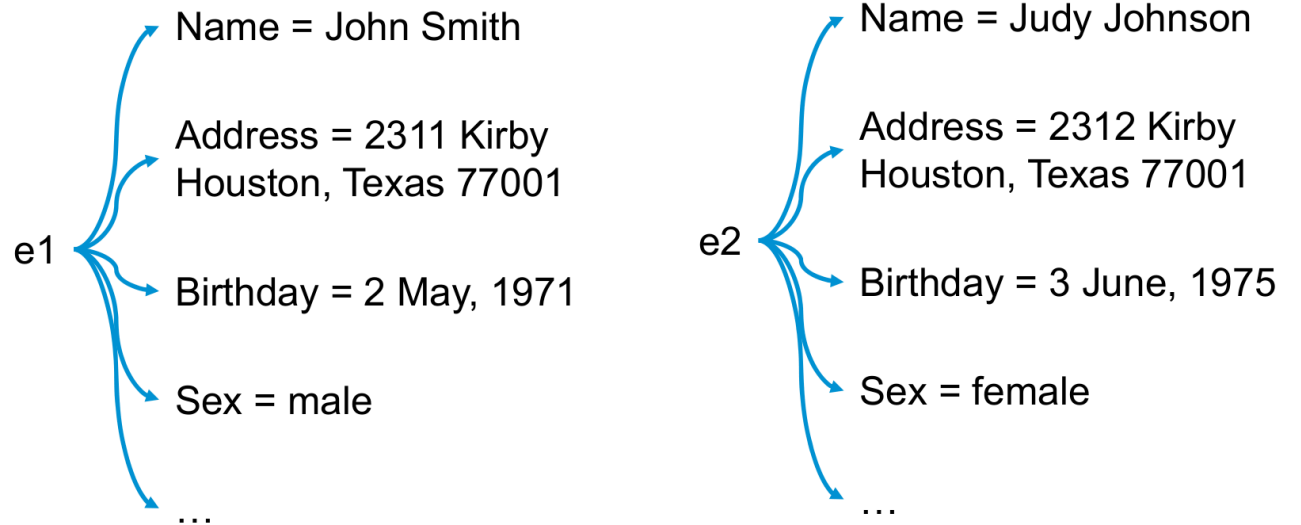 Name = John Smith
Address = 2311 Kirby
Houston, Texas 77001
e1
Birthday = 2 May, 1971
Sex = male
…
Name = Judy Johnson
Address = 2312 Kirby
Houston, Texas 77001
e2
Birthday = 3 June, 1975
Sex = female
…